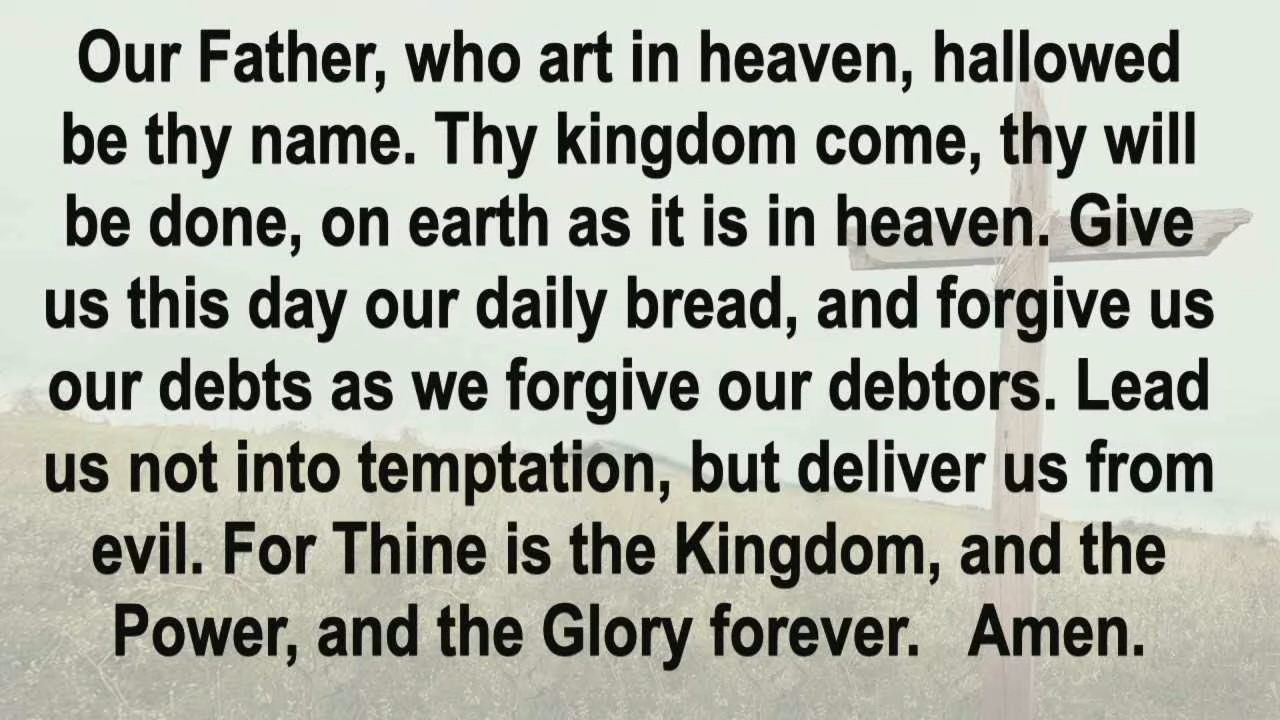 Our Father, who art in heaven, hallowed
be thy name. Thy kingdom come, thy will
be done, on earth as it is in heaven. Give
us this day our daily bread, and forgive us
our debts as we forgive our debtors. Lead
us not into temptation, but deliver us from
evil. For Thine is the Kingdom, and the
Power, and the Glory forever.   Amen.